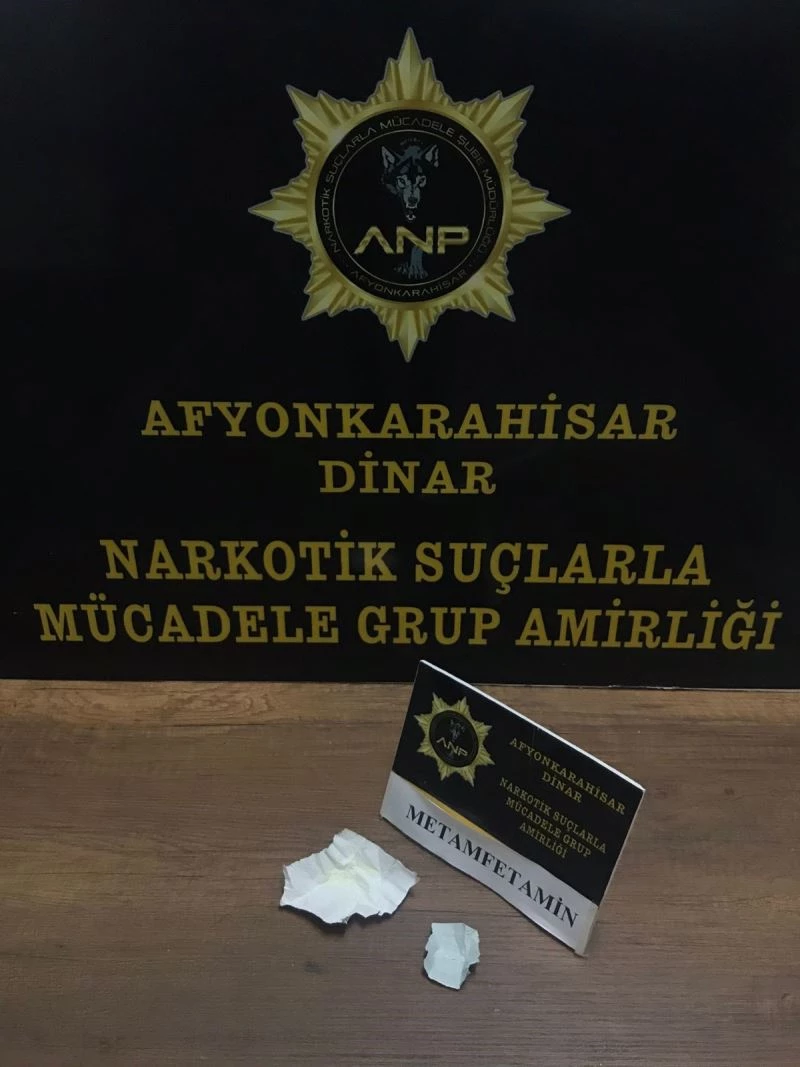 NARKOTİK SUÇLARLA MÜCADELE ŞUBE MÜDÜRLÜĞÜ
ANP
AFYONKARAHİSAR
AFYONKARAHİSAR
DİNAR
NARKOTİK SUÇLARLA
MÜCADELE GRUP AMİRLİĞİ
ANP
AFYONKARAHİSAR
DİNAR
NARKOTİK SUÇLARLA
MÜCADELE GRUP
AMİRLİĞİ
METAMFETAMİN